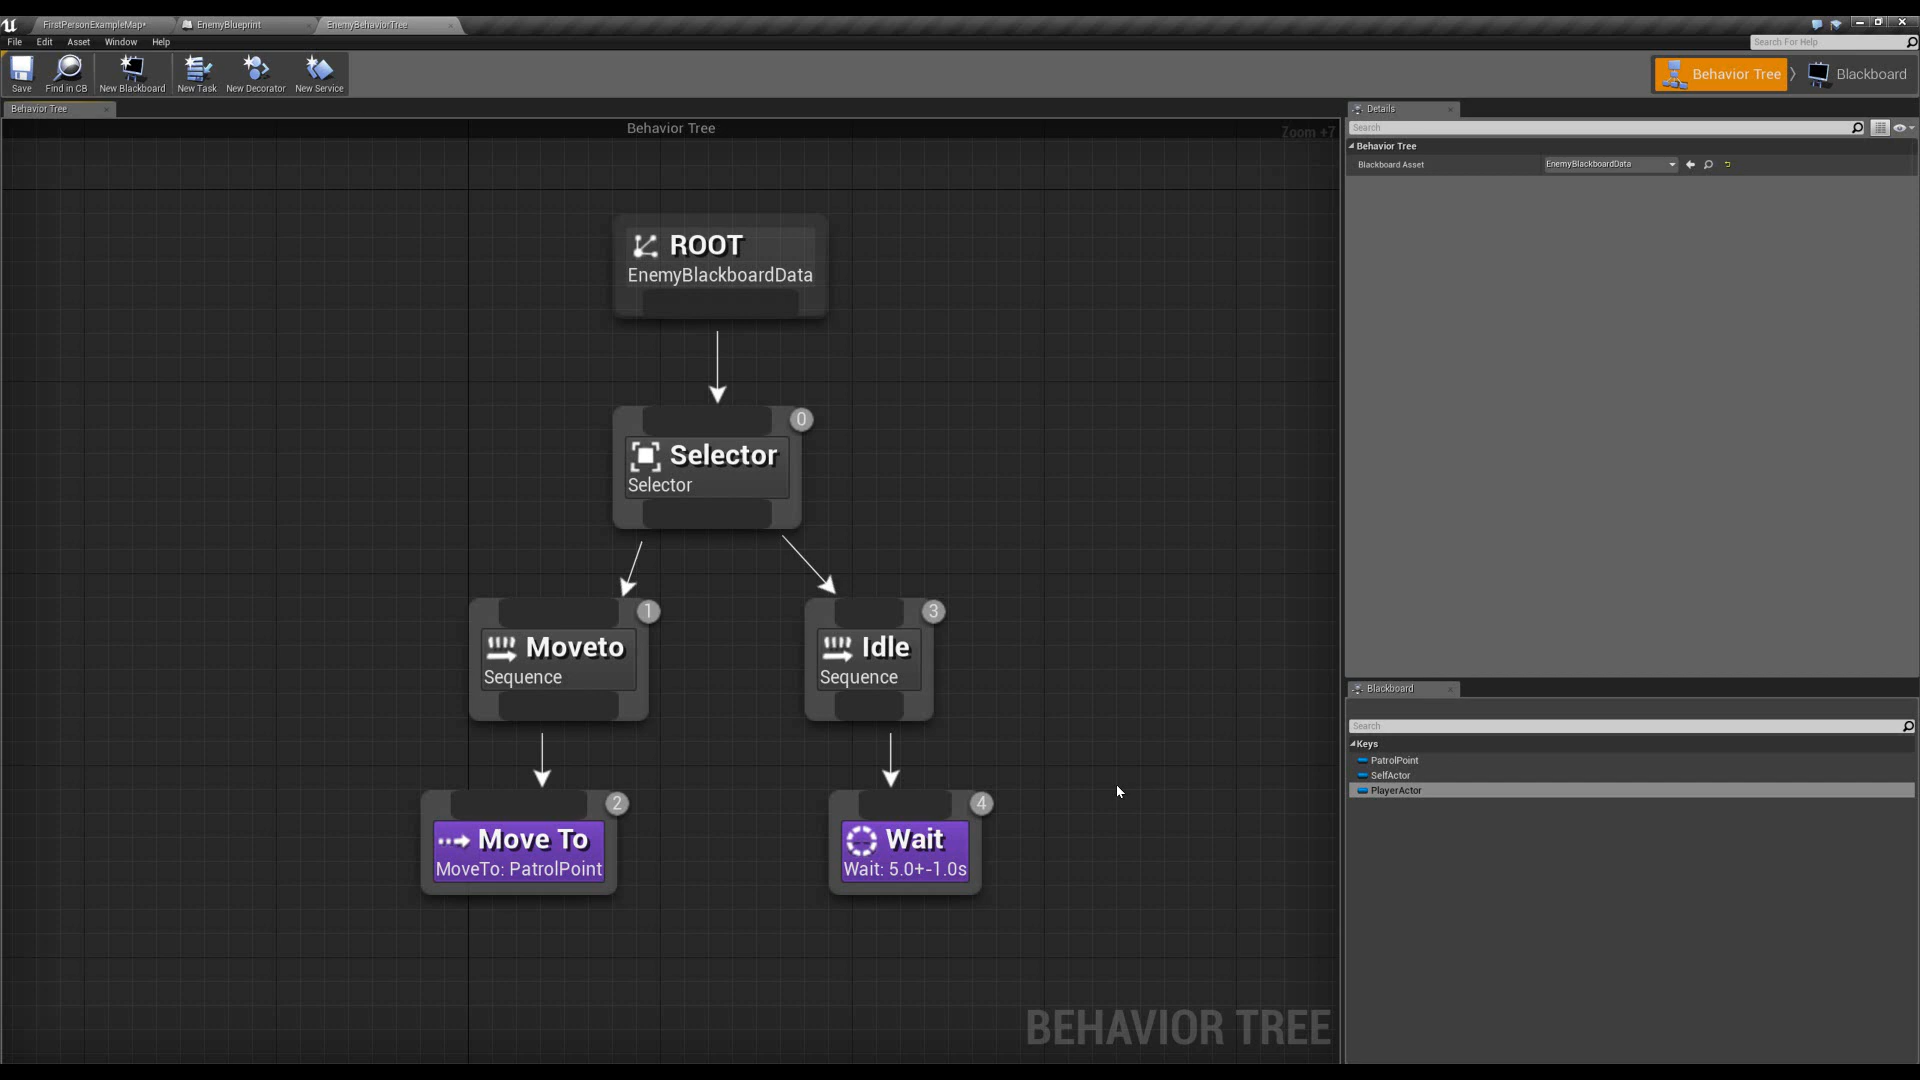 FirstPersonExampleMap*
EnemyBlueprint
EnemyBehaviorTree
File Edit Asset Window Help
Search For Help
Save
Find in CB
New Blackboard
New Task
New Decorator
New Service
Behavior Tree
Blackboard
Behavior Tree
Behavior Tree
Zoom +7
ROOT
EnemyBlackboardData
0
Selector
Selector
1
Moveto
Sequence
3
Idle
Sequence
2
Move To
MoveTo: PatrolPoint
4
Wait
Wait: 5.0+-1.0s
BEHAVIOR TREE
Details
Search
Behavior Tree
Blackboard Asset
EnemyBlackboardData
Blackboard
Search
Keys
PatrolPoint
SelfActor
PlayerActor